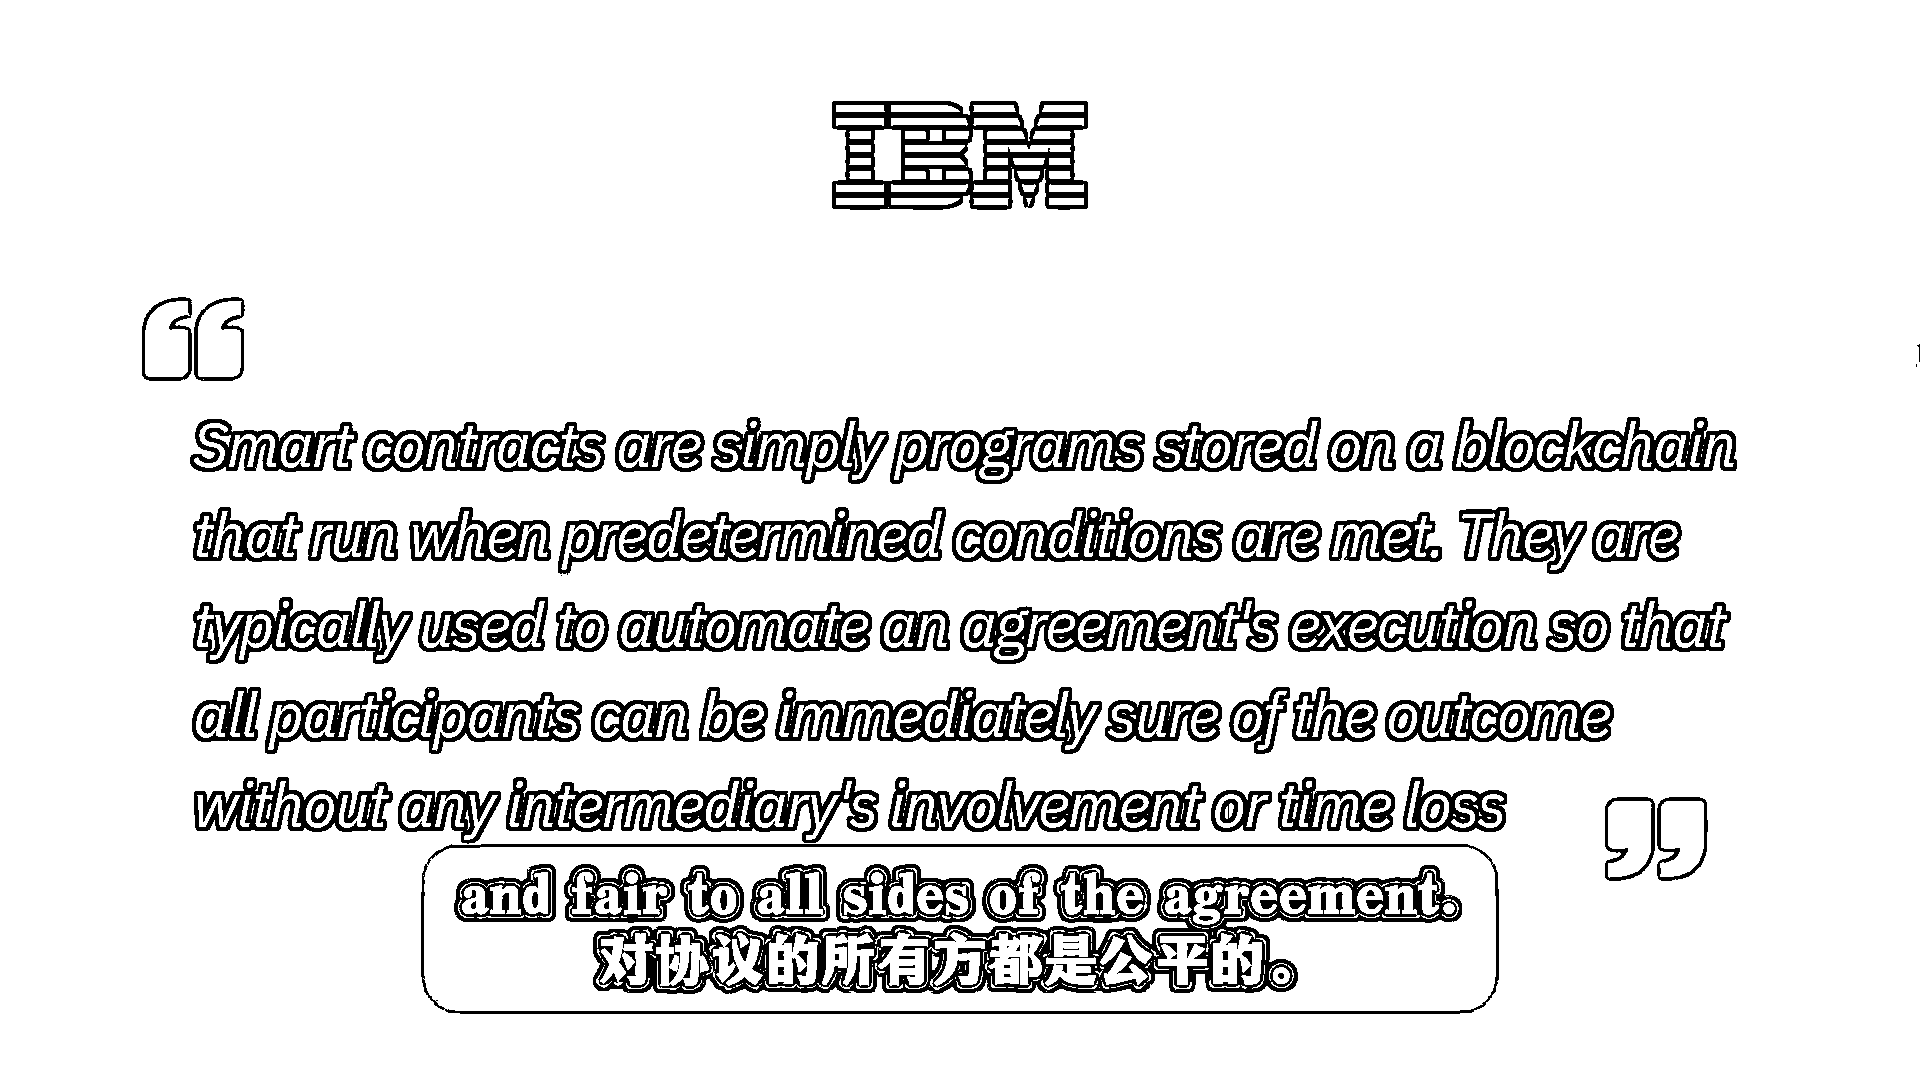 IBM
“
Smart contracts are simply programs stored on a blockchain
that run when predetermined conditions are met. They are
typically used to automate an agreement's execution so that
all participants can be immediately sure of the outcome
without any intermediary's involvement or time loss
”
and fair to all sides of the agreement.
对协议的所有方都是公平的。